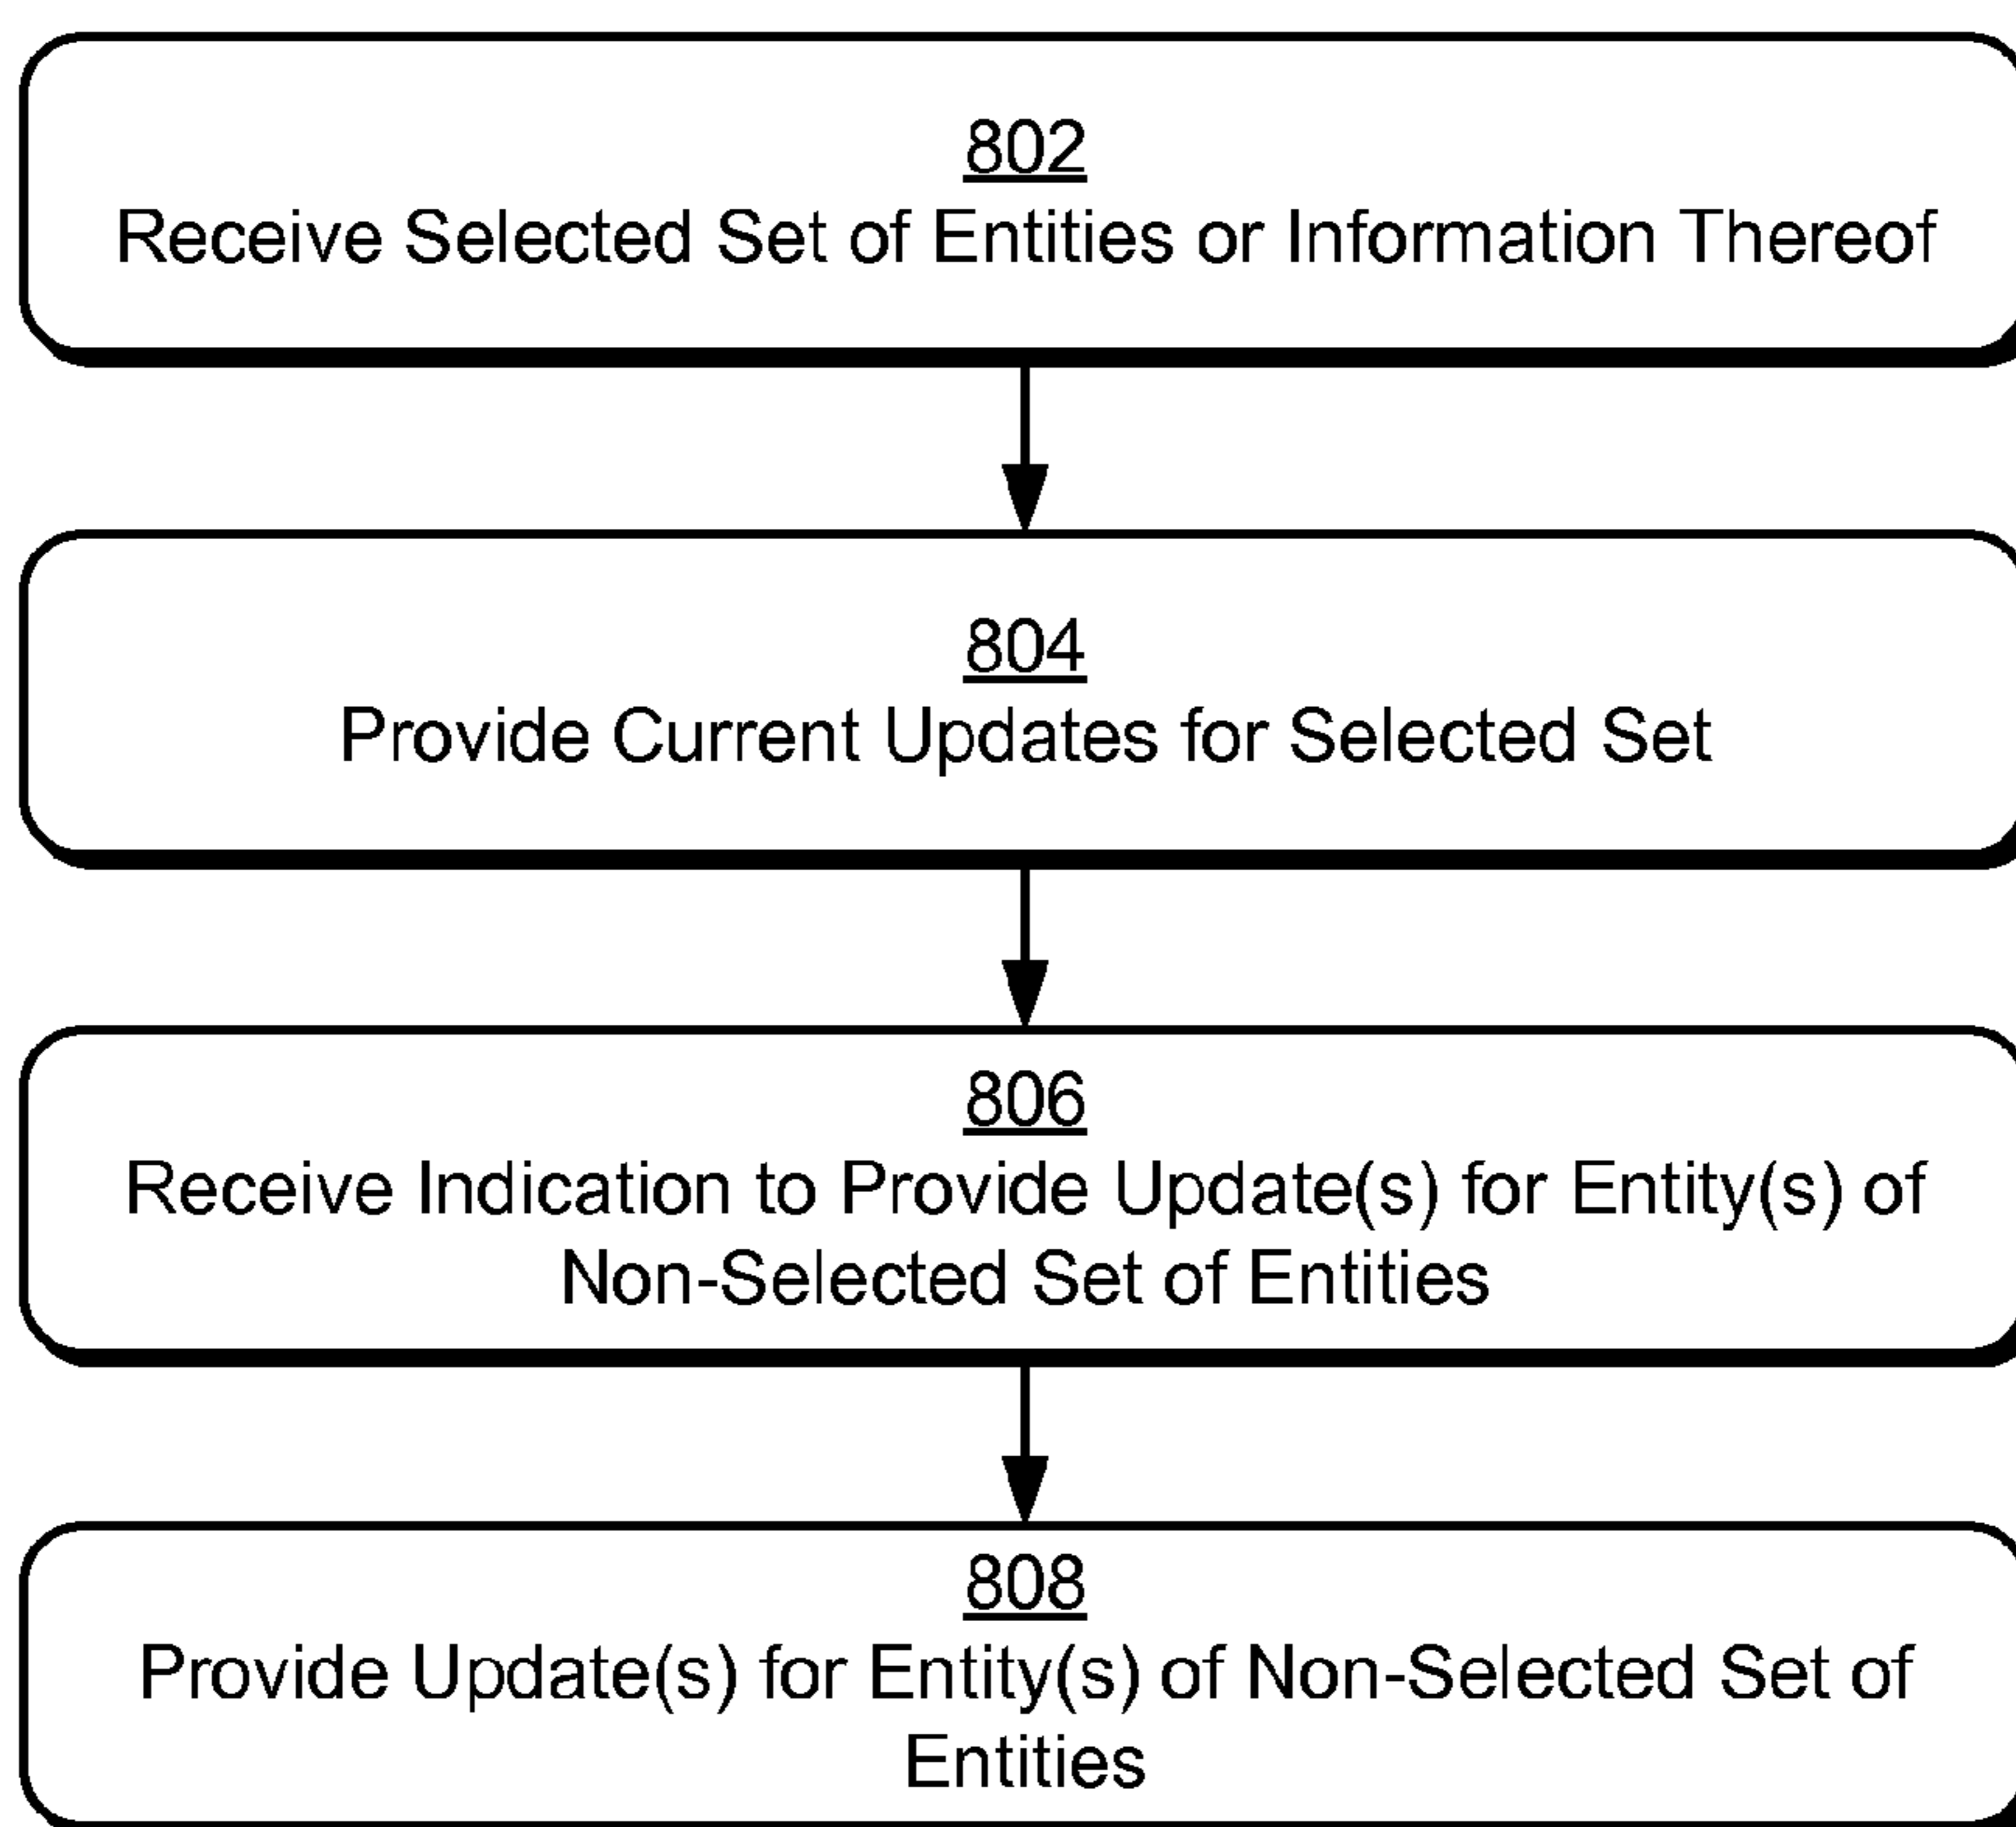 802
Receive Selected Set of Entities or Information Thereof
804
Provide Current Updates for Selected Set
806
Receive Indication to Provide Update(s) for Entity(s) of
Non-Selected Set of Entities
808
Provide Update(s) for Entity(s) of Non-Selected Set of
Entities